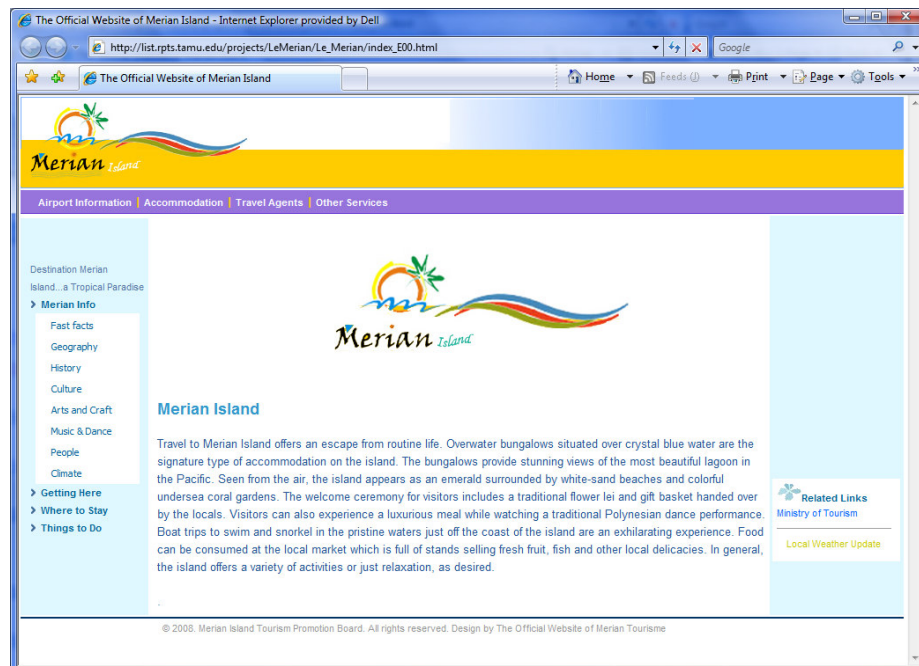 The Official Website of Merian Island - Internet Explorer provided by Dell
http://list.rpts.tamu.edu/projects/LeMerian/Le_Merian/index_E00.html
Google
The Official Website of Merian Island
Home
Feeds (J)
Print
Page
Tools
Merian Island
Airport Information | Accommodation | Travel Agents | Other Services
Destination Merian
Island...a Tropical Paradise
Merian Info
Fast facts
Geography
History
Culture
Arts and Craft
Music & Dance
People
Climate
Getting Here
Where to Stay
Things to Do
Merian Island
Merian Island
Travel to Merian Island offers an escape from routine life. Overwater bungalows situated over crystal blue water are the
signature type of accommodation on the island. The bungalows provide stunning views of the most beautiful lagoon in
the Pacific. Seen from the air, the island appears as an emerald surrounded by white-sand beaches and colorful
undersea coral gardens. The welcome ceremony for visitors includes a traditional flower lei and gift basket handed over
by the locals. Visitors can also experience a luxurious meal while watching a traditional Polynesian dance performance.
Boat trips to swim and snorkel in the pristine waters just off the coast of the island are an exhilarating experience. Food
can be consumed at the local market which is full of stands selling fresh fruit, fish and other local delicacies. In general,
the island offers a variety of activities or just relaxation, as desired.
.
Related Links
Ministry of Tourism
Local Weather Update
© 2008. Merian Island Tourism Promotion Board. All rights reserved. Design by The Official Website of Merian Tourisme